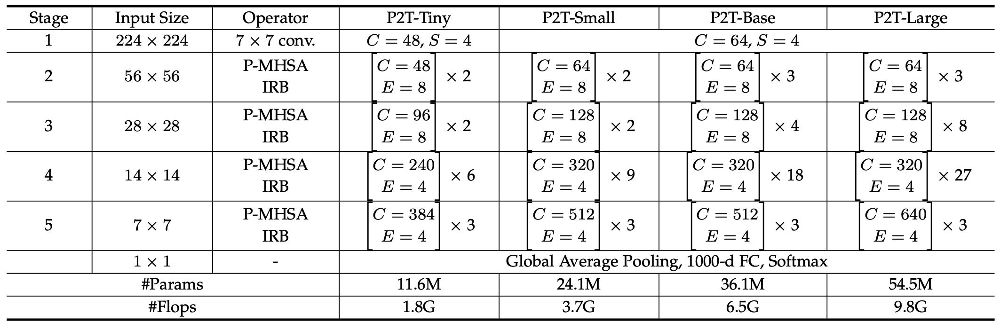 Stage Input Size Operator P2T-Tiny P2T-Small P2T-Base P2T-Large
1 224 × 224 7 × 7 conv. C = 48, S = 4 C = 64, S = 4
2 56 × 56 P-MHSA IRB [C = 48 E = 8] × 2 [C = 64 E = 8] × 2 [C = 64 E = 8] × 3 [C = 64 E = 8] × 3
3 28 × 28 P-MHSA IRB [C = 96 E = 8] × 2 [C = 128 E = 8] × 2 [C = 128 E = 8] × 4 [C = 128 E = 8] × 8
4 14 × 14 P-MHSA IRB [C = 240 E = 4] × 6 [C = 320 E = 4] × 9 [C = 320 E = 4] × 18 [C = 320 E = 4] × 27
5 7 × 7 P-MHSA IRB [C = 384 E = 4] × 3 [C = 512 E = 4] × 3 [C = 512 E = 4] × 3 [C = 640 E = 4] × 3
1 × 1 - Global Average Pooling, 1000-d FC, Softmax
#Params 11.6M 24.1M 36.1M 54.5M
#Flops 1.8G 3.7G 6.5G 9.8G